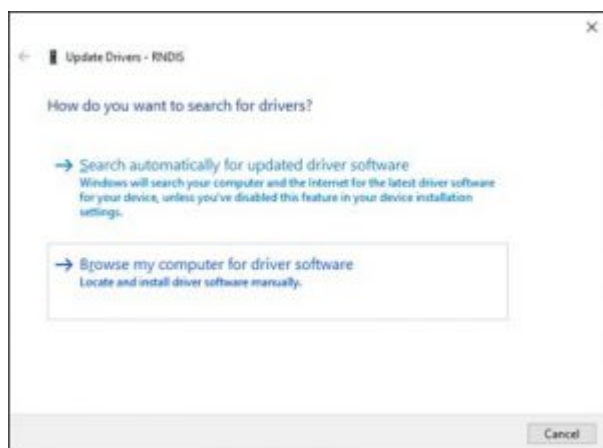 Update Drivers - RNDIS
How do you want to search for drivers?
Search automatically for updated driver software
Windows will search your computer and the Internet for the latest driver software
for your device, unless you've disabled this feature in your device installation
settings.
Browse my computer for driver software
Locate and install driver software manually.
Cancel